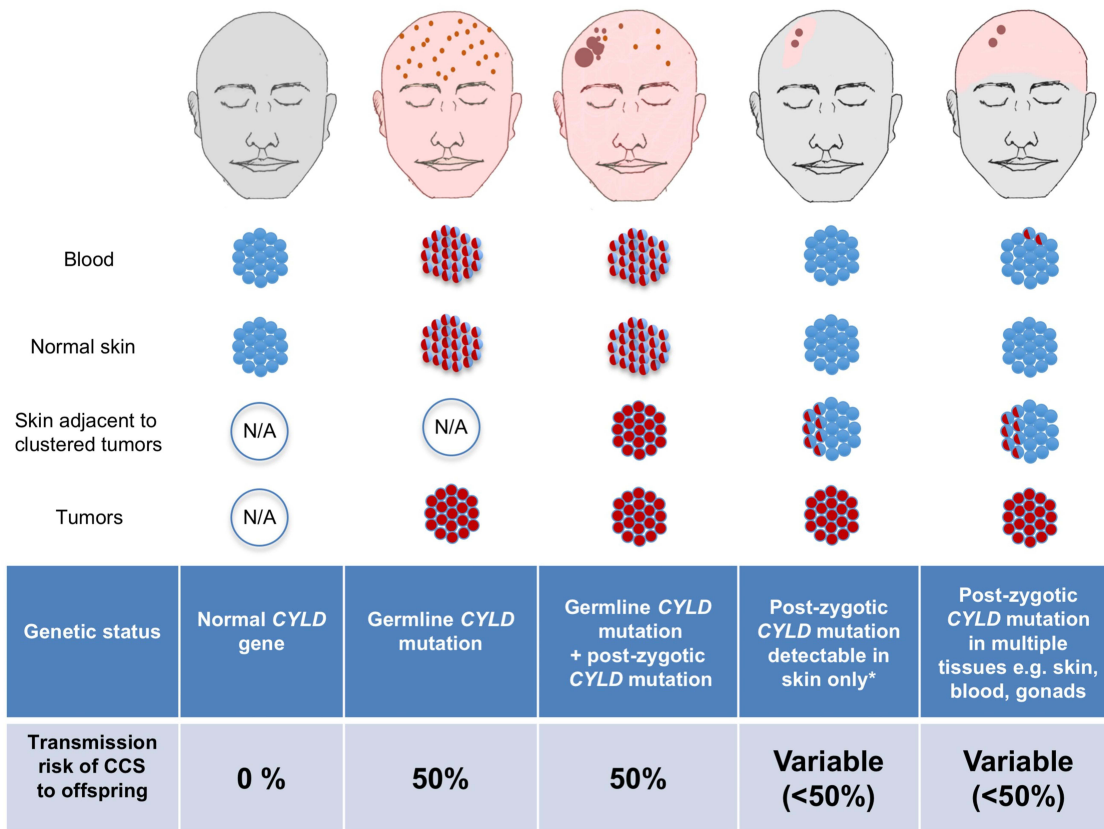 Blood
Normal skin
Skin adjacent to
clustered tumors
N/A
N/A
Tumors
N/A
Genetic status
Normal CYLD
gene
Germline CYLD
mutation
Germline CYLD
mutation
+ post-zygotic
CYLD mutation
Post-zygotic
CYLD mutation
detectable in
skin only*
Post-zygotic
CYLD mutation
in multiple
tissues e.g. skin,
blood, gonads
Transmission
risk of CCS
to offspring
0 %
50%
50%
Variable
(<50%)
Variable
(<50%)